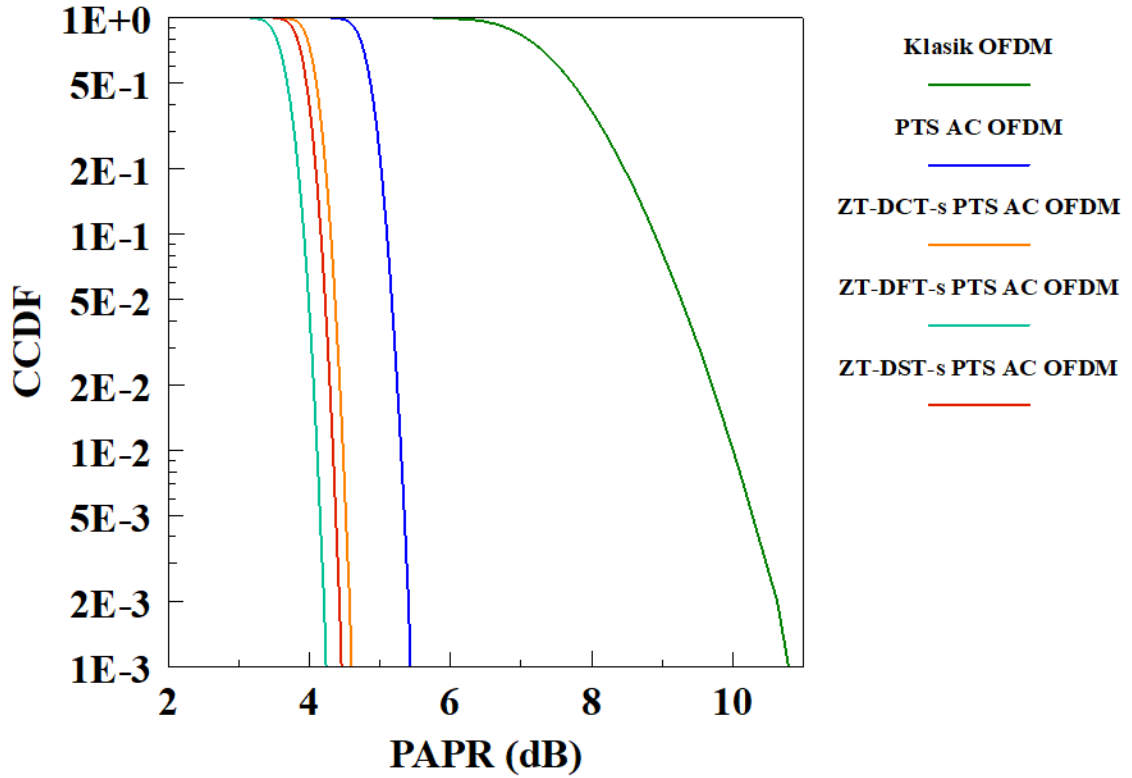 1E+0
5E-1
2E-1
1E-1
5E-2
2E-2
1E-2
5E-3
2E-3
1E-3
CCDF
2 4 6 8 10
PAPR (dB)
Klasik OFDM
PTS AC OFDM
ZT-DCT-s PTS AC OFDM
ZT-DFT-s PTS AC OFDM
ZT-DST-s PTS AC OFDM